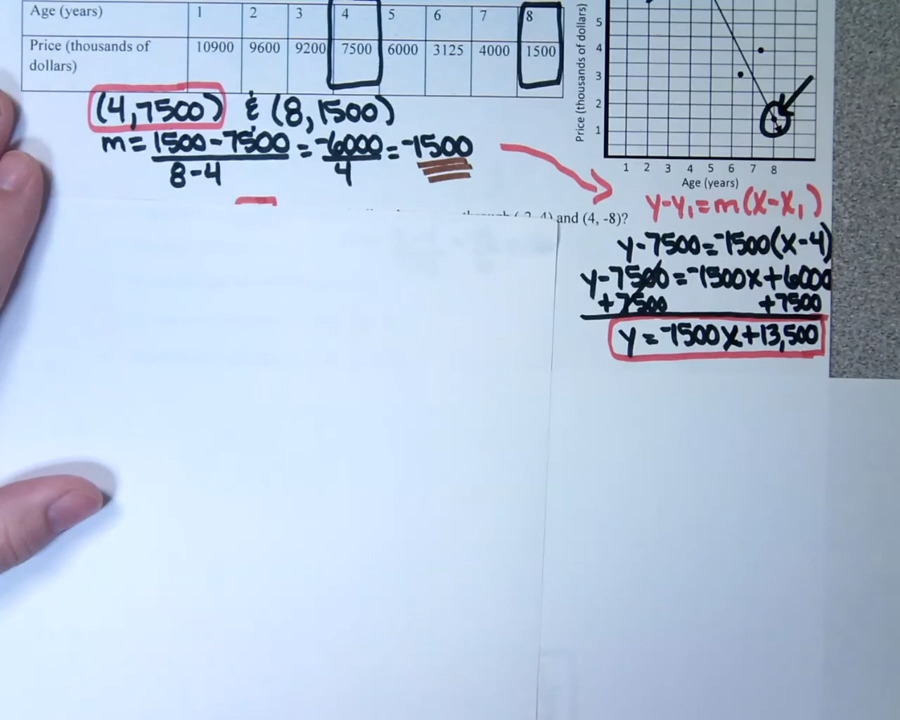 Age (years) 1 2 3 4 5 6 7 8
Price (thousands of dollars) 10900 9600 9200 7500 6000 3125 4000 1500
(4,7500) & (8,1500)
m = 1500-7500 / 8-4 = -6000 / 4 = -1500
Price (thousands of dollars)
5
4
3
2
1
1 2 3 4 5 6 7 8
Age (years)
and (4, -8)?
y-y₁=m(x-x₁)
y-7500=-1500(x-4)
y-7500=-1500x+6000
+7500 +7500
y=-1500x+13,500